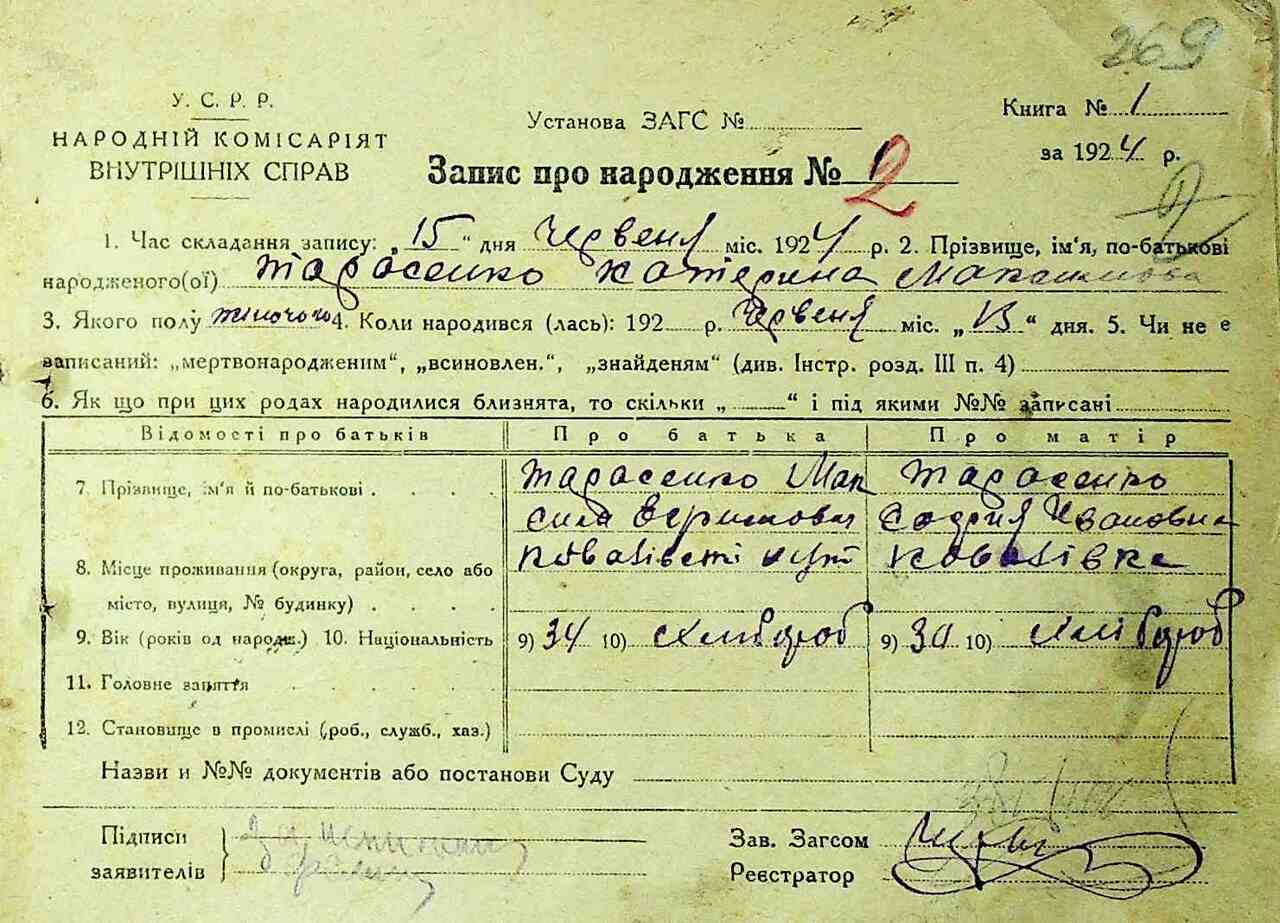 269
У. С. Р. Р.
НАРОДНІЙ КОМІСАРІЯТ
ВНУТРІШНІХ СПРАВ
Установа ЗАГС №
Книга № 1
за 1924 р.
Запис про народження № 2
1. Час складання запису: „15“ дня Червеня міс. 1924 р. 2. Прізвище, ім'я, по-батькові
народженого(ої) Тарасенко Катерина Максимова
3. Якого полу жіночого 4. Коли народився (лась): 192 р. Червеня міс. „13“ дня. 5. Чи не є
записаний: „мертвонародженим“, „всиновлен.“, „знайденям“ (див. Інстр. розд. III п. 4)
6. Як що при цих родах народилися близнята, то скільки „ “ і під якими №№ записані
Відомості про батьків Про батька Про матір
7. Прізвище, ім'я й по-батькові . . . . Тарасенко Мак Тарасенко
сим София Ивановна
8. Місце проживання (округа, район, село або Ковалівка
місто, вулиця, № будинку) . . . .
9. Вік (років од народж.) 10. Національність 9) 34 10) хлібороб 9) 30 10) хлібороб
11. Головне заняття . . . . .
12. Становище в промислі (роб., служб., хаз.)
Назви и №№ документів або постанови Суду
Підписи
заявителів
Зав. Загсом
Реєстратор